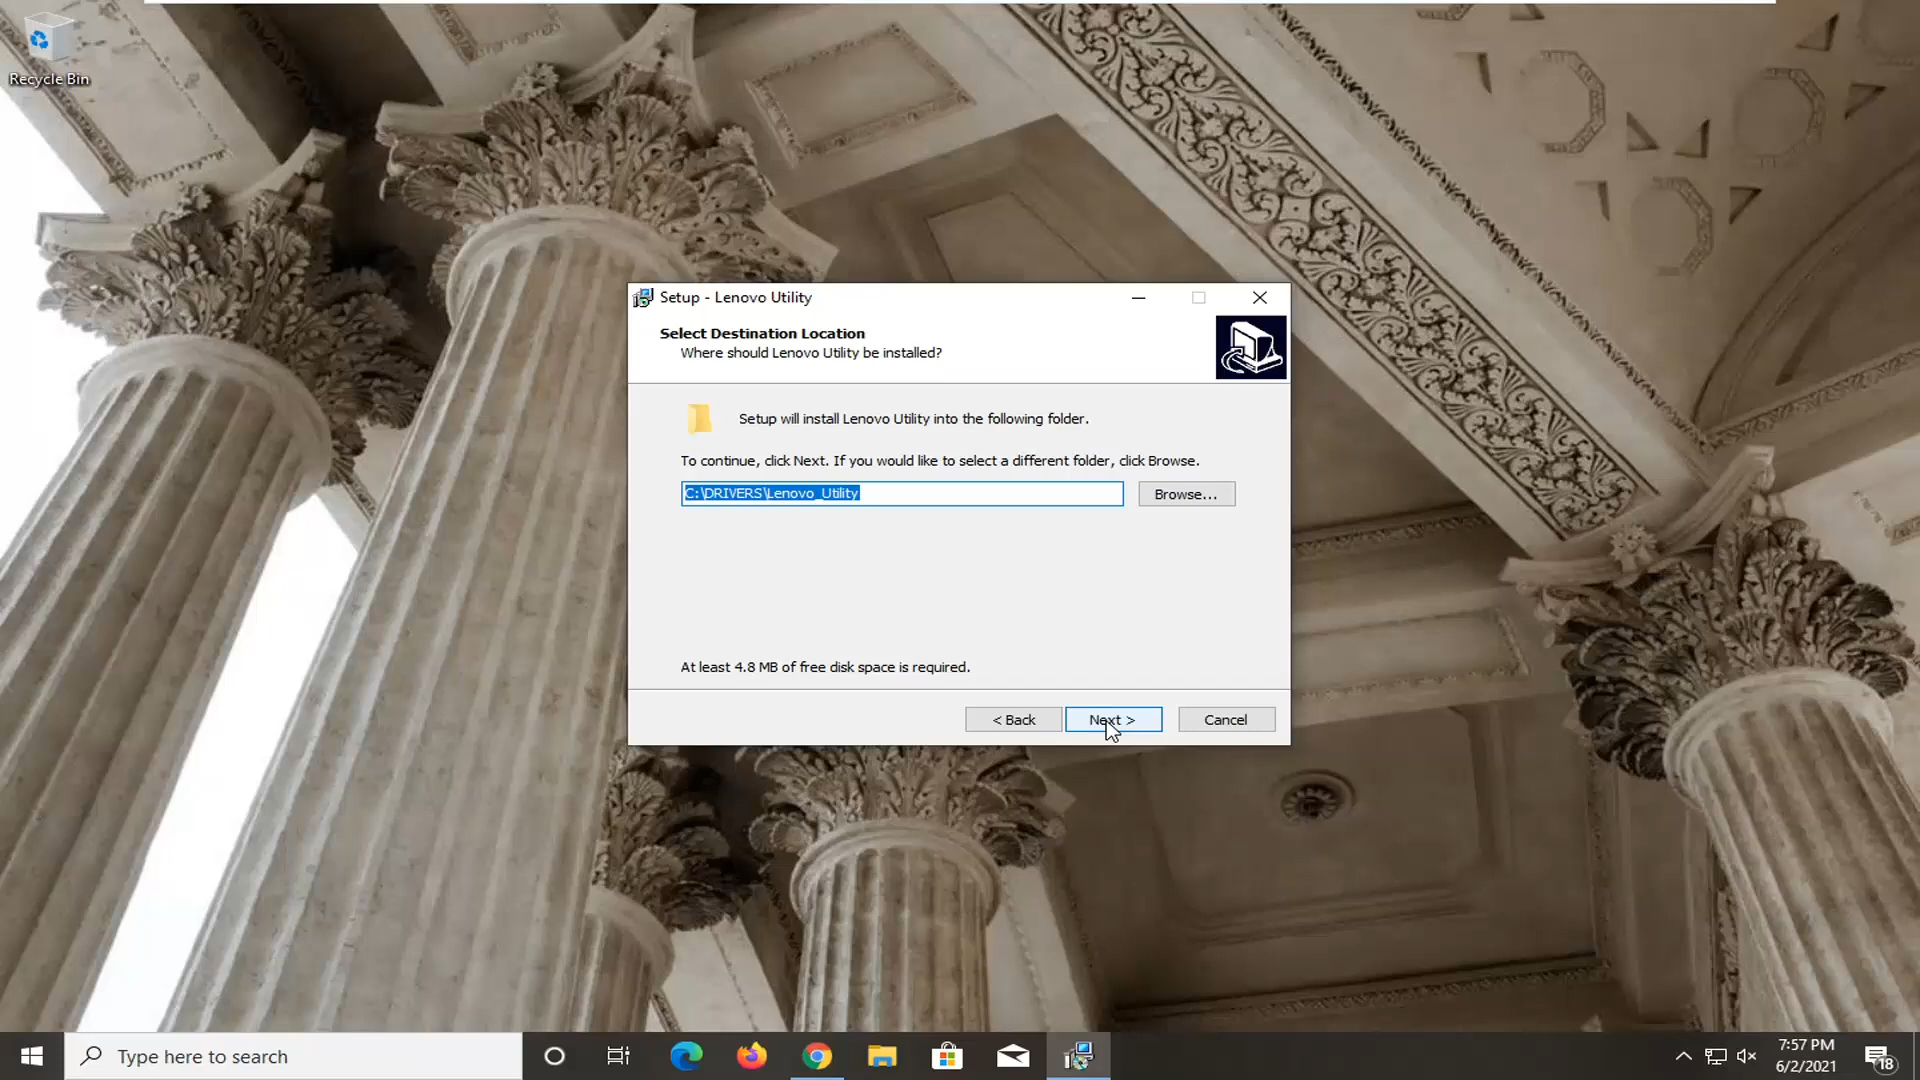 Recycle Bin
Setup - Lenovo Utility
Select Destination Location
Where should Lenovo Utility be installed?
Setup will install Lenovo Utility into the following folder.
To continue, click Next. If you would like to select a different folder, click Browse.
C:\DRIVERS\Lenovo_Utility
Browse...
At least 4.8 MB of free disk space is required.
< Back
Next >
Cancel
Type here to search
7:57 PM
6/2/2021
18